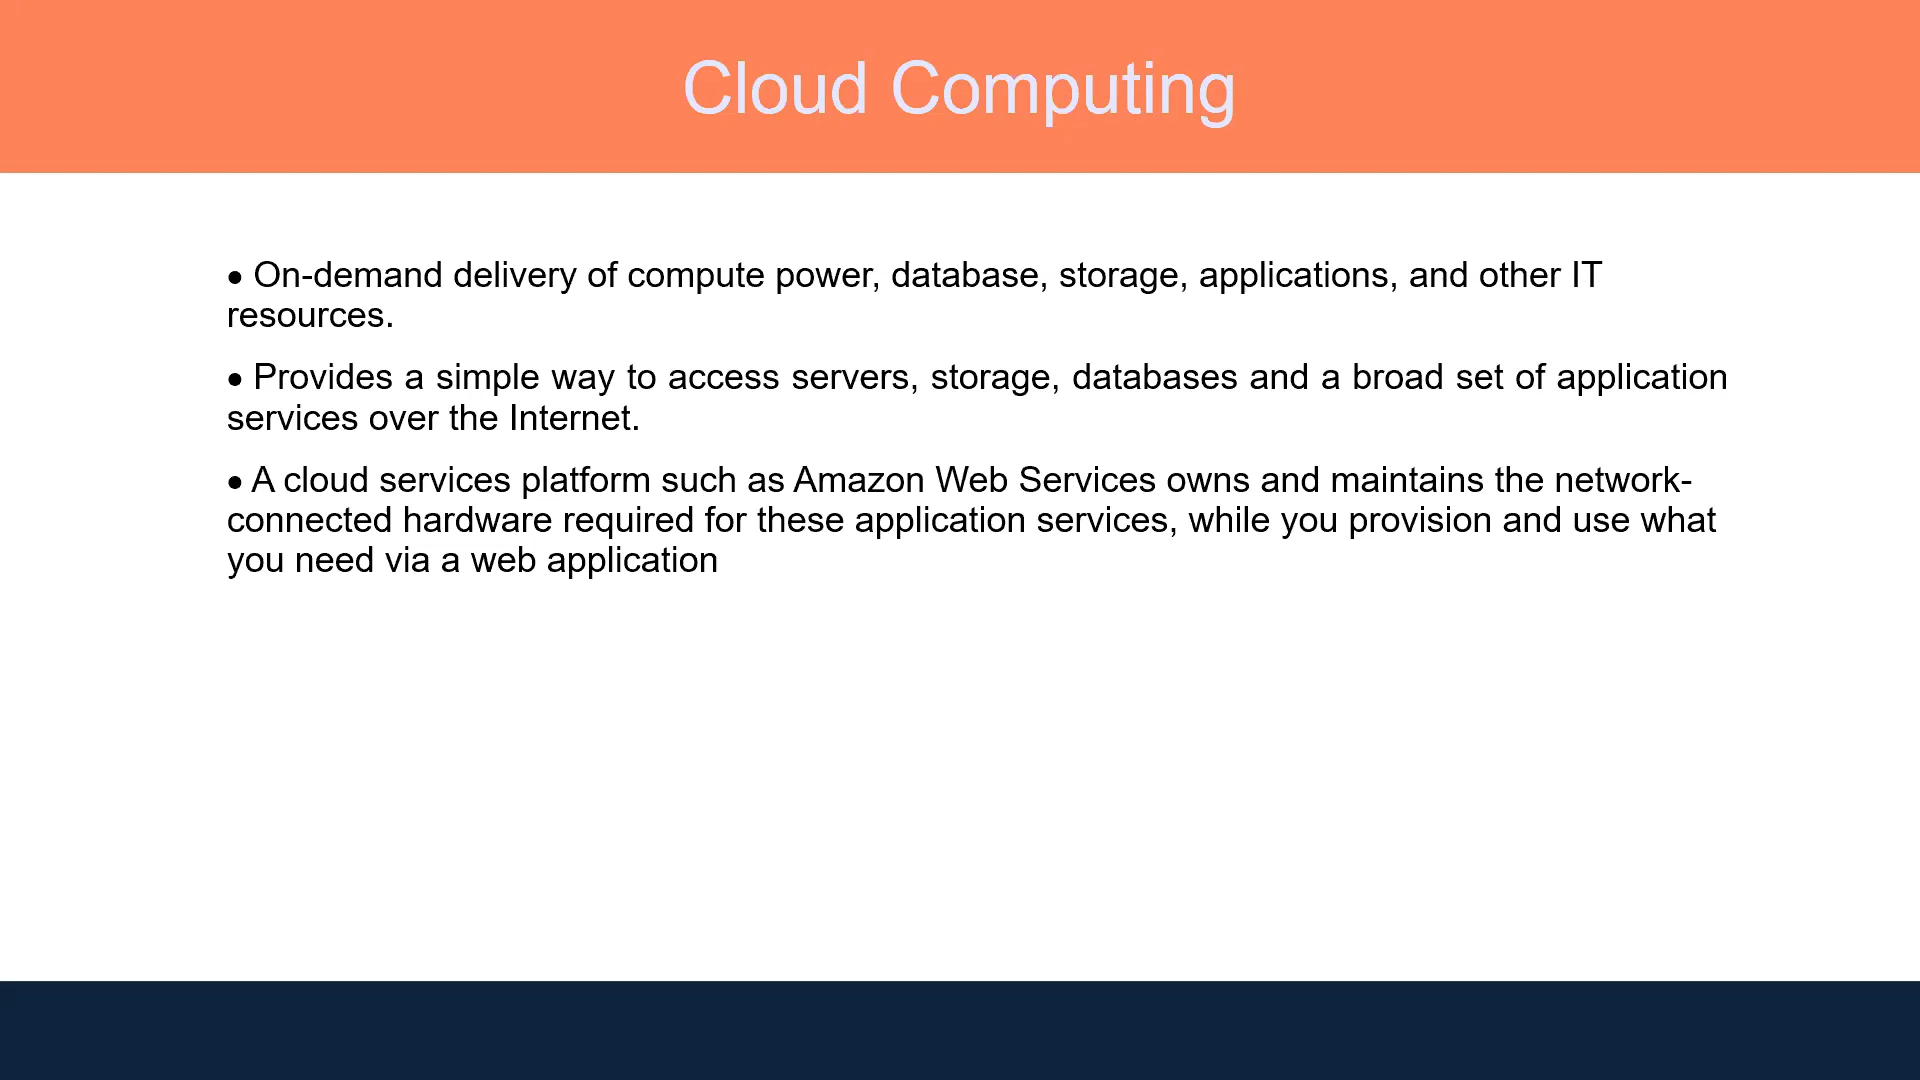 Cloud Computing
• On-demand delivery of compute power, database, storage, applications, and other IT
resources.
• Provides a simple way to access servers, storage, databases and a broad set of application
services over the Internet.
• A cloud services platform such as Amazon Web Services owns and maintains the network-
connected hardware required for these application services, while you provision and use what
you need via a web application